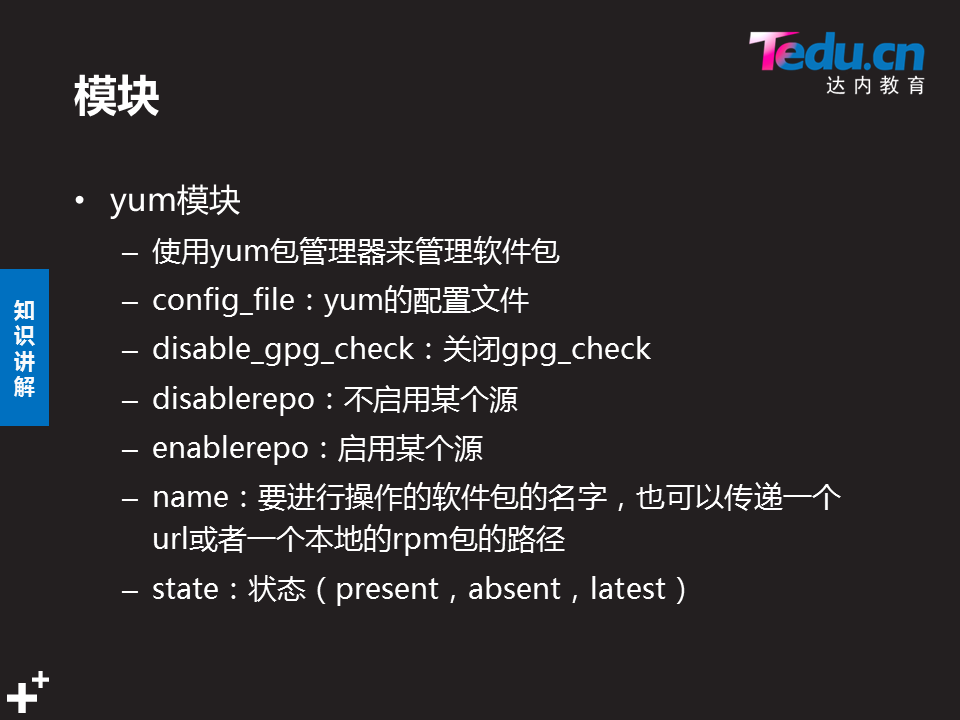 Tedu.cn
达内教育
模块
• yum模块
– 使用yum包管理器来管理软件包
– config_file：yum的配置文件
– disable_gpg_check：关闭gpg_check
– disablerepo：不启用某个源
– enablerepo：启用某个源
– name：要进行操作的软件包的名字，也可以传递一个
url或者一个本地的rpm包的路径
– state：状态（present，absent，latest）
知
识
讲
解